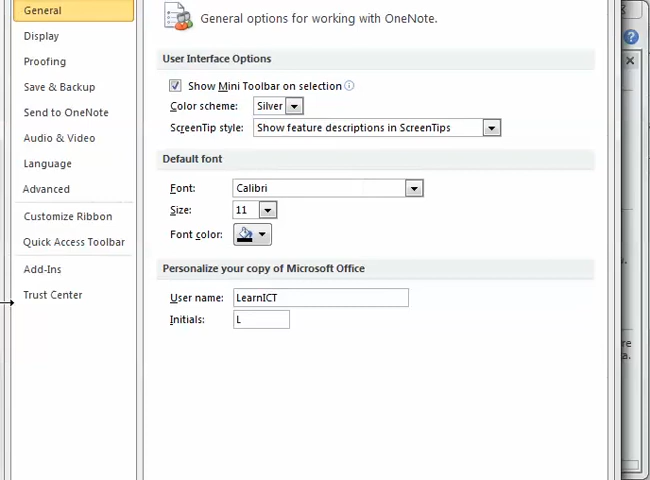 General
Display
Proofing
Save & Backup
Send to OneNote
Audio & Video
Language
Advanced
Customize Ribbon
Quick Access Toolbar
Add-Ins
Trust Center
General options for working with OneNote.
User Interface Options
Show Mini Toolbar on selection
Color scheme: Silver
ScreenTip style: Show feature descriptions in ScreenTips
Default font
Font: Calibri
Size: 11
Font color:
Personalize your copy of Microsoft Office
User name: LearnICT
Initials: L